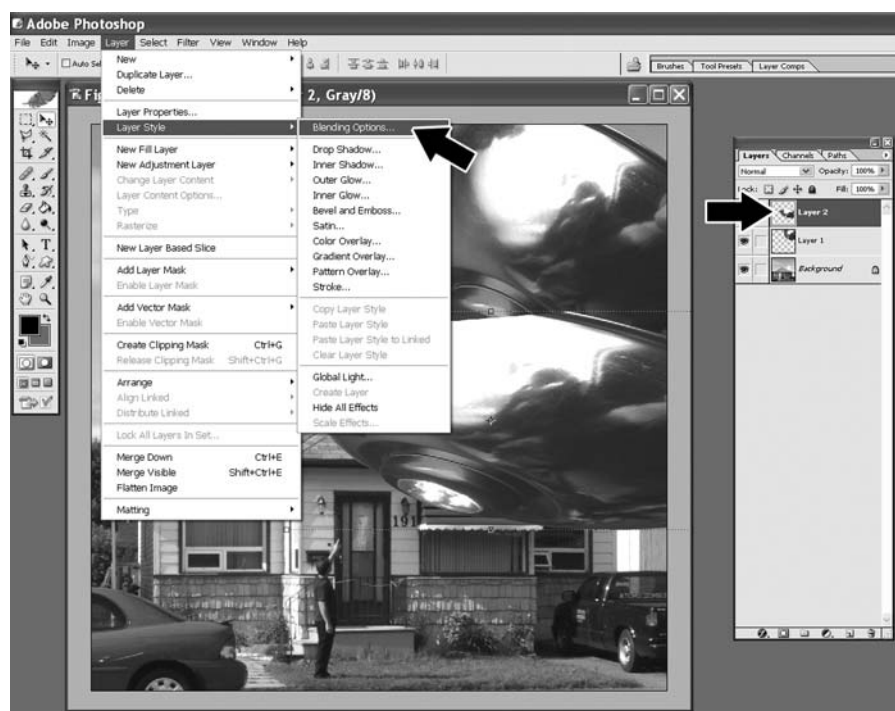 Adobe Photoshop
File Edit Image Layer Select Filter View Window Help
Auto Sel
Brushes Tool Presets Layer Comps
Fi 2, Gray/8)
New
Duplicate Layer...
Delete
Layer Properties...
Layer Style
New Fill Layer
New Adjustment Layer
Change Layer Content
Layer Content Options...
Type
Rasterize
New Layer Based Slice
Add Layer Mask
Enable Layer Mask
Add Vector Mask
Enable Vector Mask
Create Clipping Mask Ctrl+G
Release Clipping Mask Shift+Ctrl+G
Arrange
Align Linked
Distribute Linked
Lock All Layers In Set...
Merge Down Ctrl+E
Merge Visible Shift+Ctrl+E
Flatten Image
Matting
Blending Options...
Drop Shadow...
Inner Shadow...
Outer Glow...
Inner Glow...
Bevel and Emboss...
Satin...
Color Overlay...
Gradient Overlay...
Pattern Overlay...
Stroke...
Copy Layer Style
Paste Layer Style
Paste Layer Style to Linked
Clear Layer Style
Global Light...
Create Layer
Hide All Effects
Scale Effects...
Layers Channels Paths
Normal Opacity: 100%
Lock: Fill: 100%
Layer 2
Layer 1
Background
191